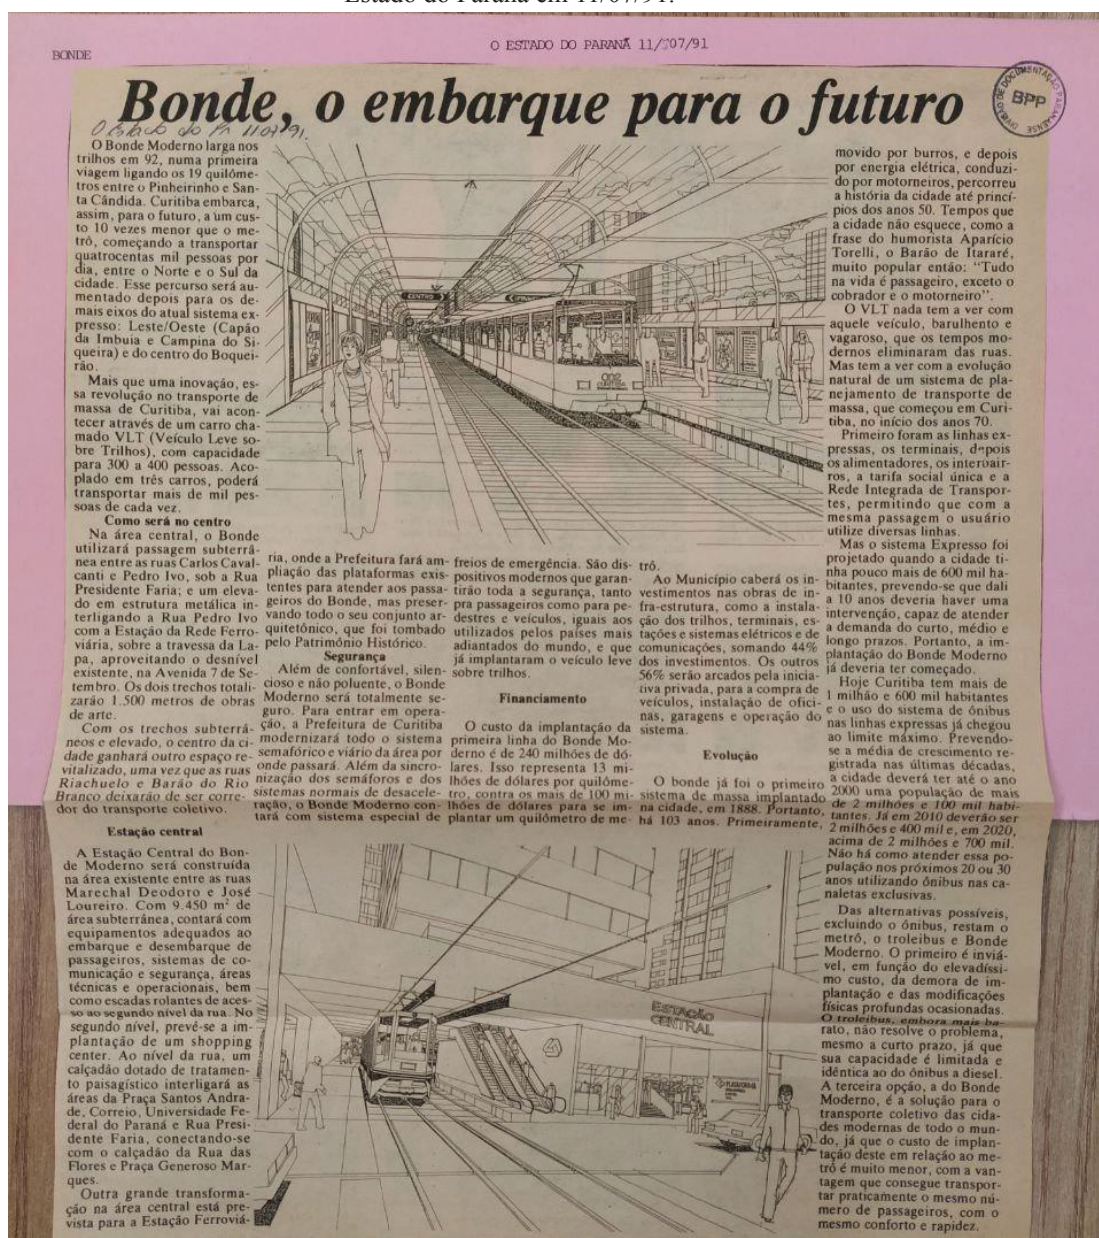 Estado do Paraná em 11/07/91.
BONDE
O ESTADO DO PARANÁ 11/07/91
Bonde, o embarque para o futuro
DIVISÃO DE DOCUMENTAÇÃO PARANAENSE
BPP
O Estado do Pr 11.07.91.
O Bonde Moderno larga nos
trilhos em 92, numa primeira
viagem ligando os 19 quilôme-
tros entre o Pinheirinho e San-
ta Cândida. Curitiba embarca,
assim, para o futuro, a um cus-
to 10 vezes menor que o me-
trô, começando a transportar
quatrocentas mil pessoas por
dia, entre o Norte e o Sul da
cidade. Esse percurso será au-
mentado depois para os de-
mais eixos do atual sistema ex-
presso: Leste/Oeste (Capão
da Imbuia e Campina do Si-
queira) e do centro do Boquei-
rão.
Mais que uma inovação, es-
sa revolução no transporte de
massa de Curitiba, vai acon-
tecer através de um carro cha-
mado VLT (Veículo Leve so-
bre Trilhos), com capacidade
para 300 a 400 pessoas. Aco-
plado em três carros, poderá
transportar mais de mil pes-
soas de cada vez.
Como será no centro
Na área central, o Bonde
utilizará passagem subterrâ-
nea entre as ruas Carlos Caval-
canti e Pedro Ivo, sob a Rua
Presidente Faria; e um eleva-
do em estrutura metálica in-
terligando a Rua Pedro Ivo
com a Estação da Rede Ferro-
viária, sobre a travessa da La-
pa, aproveitando o desnível
existente, na Avenida 7 de Se-
tembro. Os dois trechos totali-
zarão 1.500 metros de obras
de arte.
Com os trechos subterrâ-
neos e elevado, o centro da ci-
dade ganhará outro espaço re-
vitalizado, uma vez que as ruas
Riachuelo e Barão do Rio
Branco deixarão de ser corre-
dor do transporte coletivo.
Estação central
A Estação Central do Bon-
de Moderno será construída
na área existente entre as ruas
Marechal Deodoro e José
Loureiro. Com 9.450 m² de
área subterrânea, contará com
equipamentos adequados ao
embarque e desembarque de
passageiros, sistemas de co-
municação e segurança, áreas
técnicas e operacionais, bem
como escadas rolantes de aces-
so ao segundo nível da rua. No
segundo nível, prevê-se a im-
plantação de um shopping
center. Ao nível da rua, um
calçadão dotado de tratamen-
to paisagístico interligará as
áreas da Praça Santos Andra-
de, Correio, Universidade Fe-
deral do Paraná e Rua Presi-
dente Faria, conectando-se
com o calçadão da Rua das
Flores e Praça Generoso Mar-
ques.
Outra grande transforma-
ção na área central está pre-
vista para a Estação Ferroviá-
ria, onde a Prefeitura fará am-
pliação das plataformas exis-
tentes para atender aos passa-
geiros do Bonde, mas preser-
vando todo o seu conjunto ar-
quitetônico, que foi tombado
pelo Patrimônio Histórico.
Segurança
Além de confortável, silen-
cioso e não poluente, o Bonde
Moderno será totalmente se-
guro. Para entrar em opera-
ção, a Prefeitura de Curitiba
modernizará todo o sistema
semafórico e viário da área por
onde passará. Além da sincro-
nização dos semáforos e dos
sistemas normais de desacele-
ração, o Bonde Moderno con-
tará com sistema especial de
freios de emergência. São dis-
positivos modernos que garan-
tirão toda a segurança, tanto
pra passageiros como para pe-
destres e veículos, iguais aos
utilizados pelos países mais
adiantados do mundo, e que
já implantaram o veículo leve
sobre trilhos.
Financiamento
O custo da implantação da
primeira linha do Bonde Mo-
derno é de 240 milhões de dó-
lares. Isso representa 13 mi-
lhões de dólares por quilôme-
tro, contra os mais de 100 mi-
lhões de dólares para se im-
plantar um quilômetro de me-
trô.
Ao Município caberá os in-
vestimentos nas obras de in-
fra-estrutura, como a instala-
ção dos trilhos, terminais, es-
tações e sistemas elétricos e de
comunicações, somando 44%
dos investimentos. Os outros
56% serão arcados pela inicia-
tiva privada, para a compra de
veículos, instalação de ofici-
nas, garagens e operação do
sistema.
Evolução
O bonde já foi o primeiro
sistema de massa implantado
na cidade, em 1888. Portanto,
há 103 anos. Primeiramente,
movido por burros, e depois
por energia elétrica, conduzi-
do por motorneiros, percorreu
a história da cidade até princí-
pios dos anos 50. Tempos que
a cidade não esquece, como a
frase do humorista Aparício
Torelli, o Barão de Itararé,
muito popular então: "Tudo
na vida é passageiro, exceto o
cobrador e o motorneiro".
O VLT nada tem a ver com
aquele veículo, barulhento e
vagaroso, que os tempos mo-
dernos eliminaram das ruas.
Mas tem a ver com a evolução
natural de um sistema de pla-
nejamento de transporte de
massa, que começou em Curi-
tiba, no início dos anos 70.
Primeiro foram as linhas ex-
pressas, os terminais, depois
os alimentadores, os interbair-
ros, a tarifa social única e a
Rede Integrada de Transpor-
tes, permitindo que com a
mesma passagem o usuário
utilize diversas linhas.
Mas o sistema Expresso foi
projetado quando a cidade ti-
nha pouco mais de 600 mil ha-
bitantes, prevendo-se que dali
a 10 anos deveria haver uma
intervenção, capaz de atender
a demanda do curto, médio e
longo prazos. Portanto, a im-
plantação do Bonde Moderno
já deveria ter começado.
Hoje Curitiba tem mais de
1 milhão e 600 mil habitantes
e o uso do sistema de ônibus
nas linhas expressas já chegou
ao limite máximo. Prevendo-
se a média de crescimento re-
gistrada nas últimas décadas,
a cidade deverá ter até o ano
2000 uma população de mais
de 2 milhões e 100 mil habi-
tantes. Já em 2010 deverão ser
2 milhões e 400 mil e, em 2020,
acima de 2 milhões e 700 mil.
Não há como atender essa po-
pulação nos próximos 20 ou 30
anos utilizando ônibus nas ca-
naletas exclusivas.
Das alternativas possíveis,
excluindo o ônibus, restam o
metrô, o troleibus e Bonde
Moderno. O primeiro é inviá-
vel, em função do elevadíssi-
mo custo, da demora de im-
plantação e das modificações
físicas profundas ocasionadas.
O troleibus, embora mais ba-
rato, não resolve o problema,
mesmo a curto prazo, já que
sua capacidade é limitada e
idêntica ao do ônibus a diesel.
A terceira opção, a do Bonde
Moderno, é a solução para o
transporte coletivo das cida-
des modernas de todo o mun-
do, já que o custo de implan-
tação deste em relação ao me-
trô é muito menor, com a van-
tagem que consegue transpor-
tar praticamente o mesmo nú-
mero de passageiros, com o
mesmo conforto e rapidez.
CENTRO
002
CURITIBA
ESTAÇÃO
CENTRAL